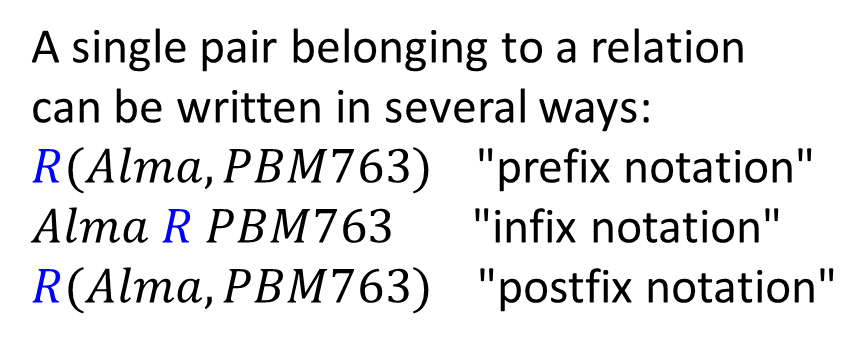 A single pair belonging to a relation
can be written in several ways:
R(Alma, PBM763) "prefix notation"
Alma R PBM763 "infix notation"
R(Alma, PBM763) "postfix notation"